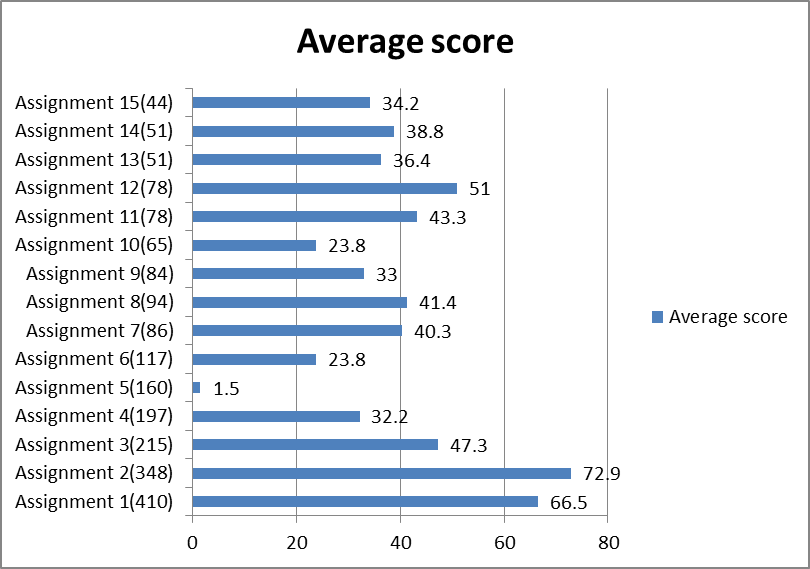 Average score
Assignment 15(44) 34.2
Assignment 14(51) 38.8
Assignment 13(51) 36.4
Assignment 12(78) 51
Assignment 11(78) 43.3
Assignment 10(65) 23.8
Assignment 9(84) 33
Assignment 8(94) 41.4
Average score
Assignment 7(86) 40.3
Assignment 6(117) 23.8
Assignment 5(160) 1.5
Assignment 4(197) 32.2
Assignment 3(215) 47.3
Assignment 2(348) 72.9
Assignment 1(410) 66.5
0 20 40 60 80